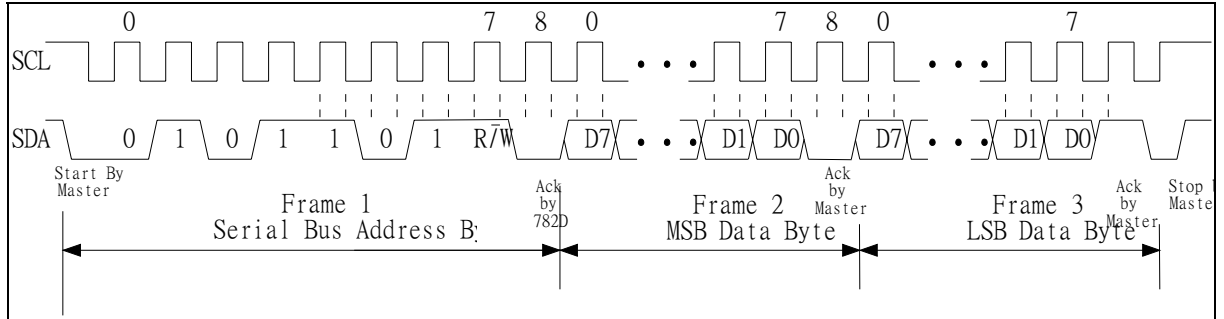 0 7 8 0 7 8 0 7
SCL
SDA 0 1 0 1 1 0 1 R/W D7 D1 D0 D7 D1 D0
Start By
Master
Ack
by
782D
Ack
by
Master
Ack
by
Master
Stop
Frame 1
Serial Bus Address
Frame 2
MSB Data Byte
Frame 3
LSB Data Byte